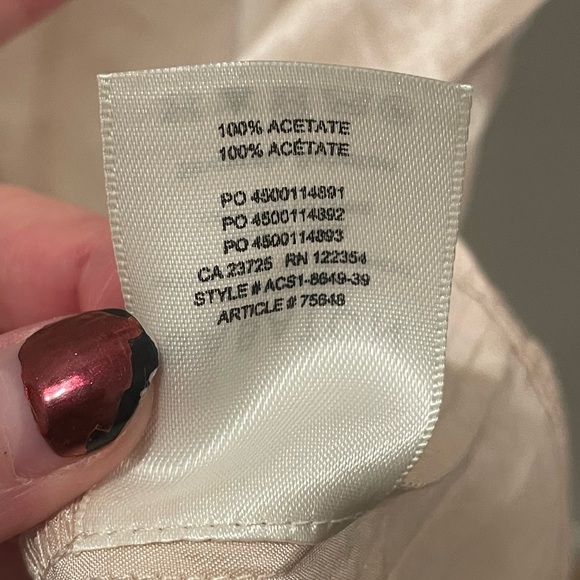 100% ACETATE
100% ACÉTATE
PO 4500114891
PO 4500114892
PO 4500114893
CA 23725 RN 122354
STYLE # ACS1-8649-39
ARTICLE # 75648